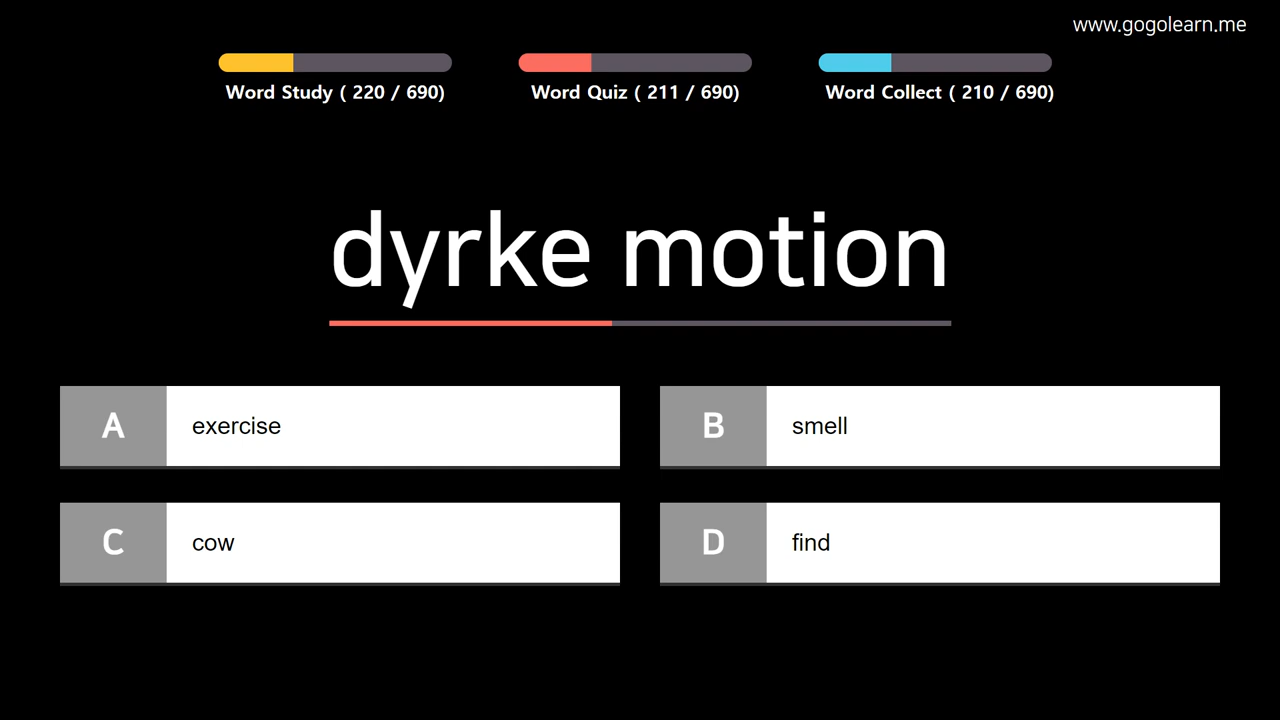 www.gogolearn.me
Word Study ( 220 / 690)
Word Quiz ( 211 / 690)
Word Collect ( 210 / 690)
dyrke motion
A exercise
B smell
C cow
D find